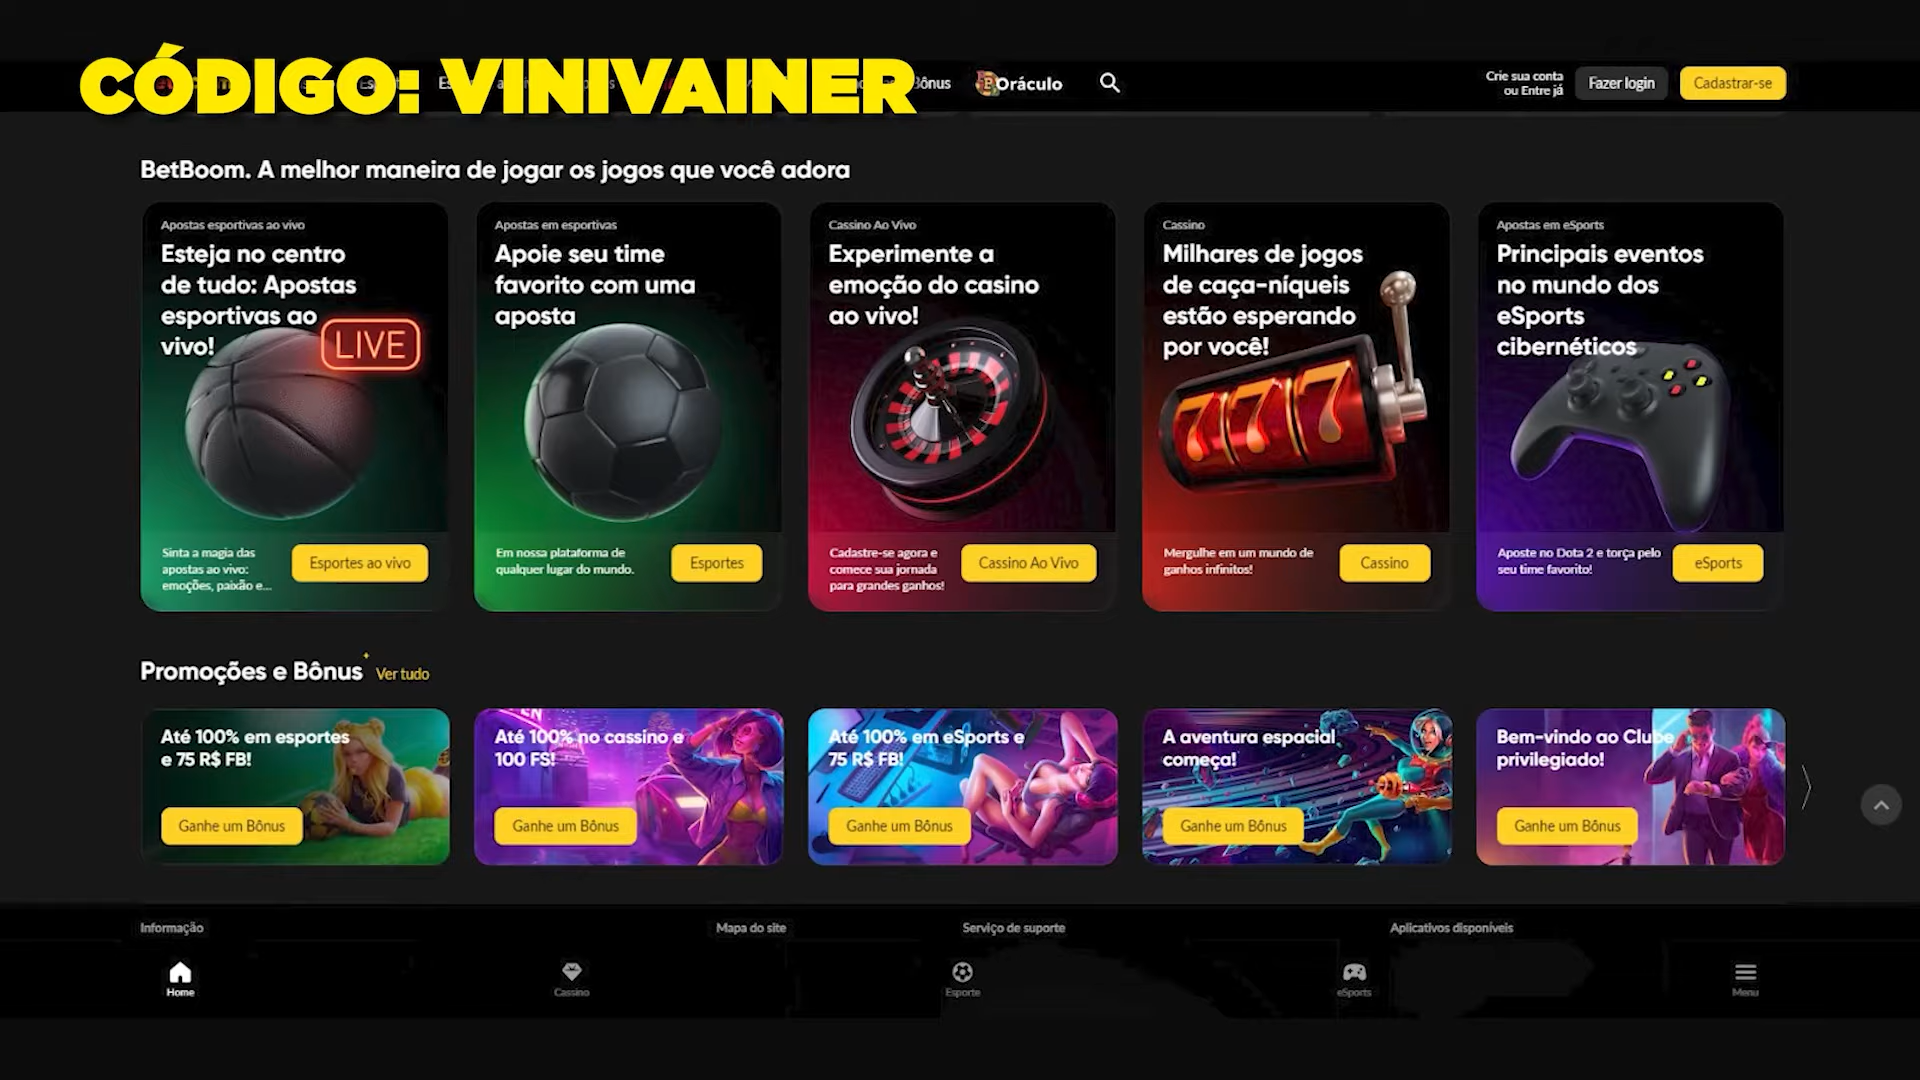 CÓDIGO: VINIVAINER
Bônus
Oráculo
Crie sua conta
ou Entre já
Fazer login
Cadastrar-se
BetBoom. A melhor maneira de jogar os jogos que você adora
Apostas esportivas ao vivo
Esteja no centro
de tudo: Apostas
esportivas ao
vivo!
LIVE
Sinta a magia das
apostas ao vivo:
emoções, paixão e...
Esportes ao vivo
Apostas em esportivas
Apoie seu time
favorito com uma
aposta
Em nossa plataforma de
qualquer lugar do mundo.
Esportes
Cassino Ao Vivo
Experimente a
emoção do casino
ao vivo!
Cadastre-se agora e
comece sua jornada
para grandes ganhos!
Cassino Ao Vivo
Cassino
Milhares de jogos
de caça-níqueis
estão esperando
por você!
777
Mergulhe em um mundo de
ganhos infinitos!
Cassino
Apostas em eSports
Principais eventos
no mundo dos
eSports
cibernéticos
Aposte no Dota 2 e torça pelo
seu time favorito!
eSports
Promoções e Bônus
Ver tudo
Até 100% em esportes
e 75 R$ FB!
Ganhe um Bônus
Até 100% no cassino e
100 FS!
Ganhe um Bônus
Até 100% em eSports e
75 R$ FB!
Ganhe um Bônus
A aventura espacial
começa!
Ganhe um Bônus
Bem-vindo ao Clube
privilegiado!
Ganhe um Bônus
Informação
Mapa do site
Serviço de suporte
Aplicativos disponíveis
Home
Cassino
Esporte
eSports
Menu